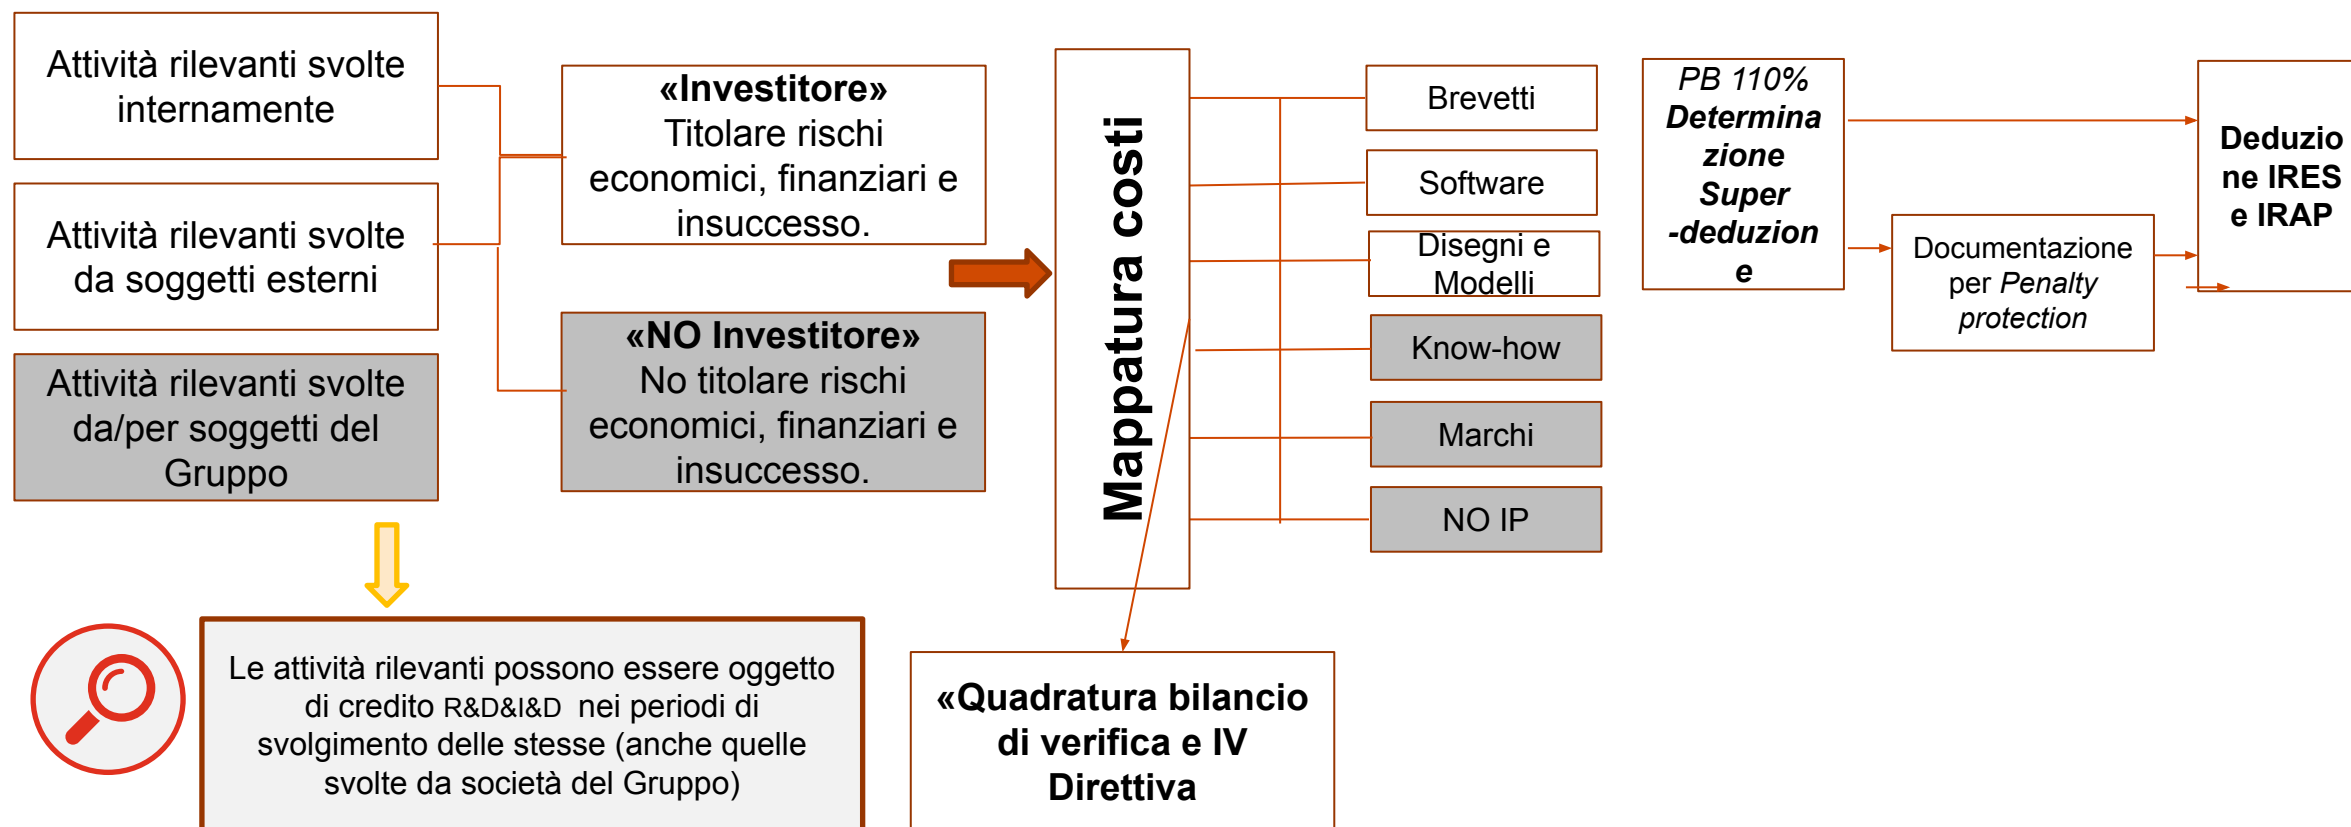 Attività rilevanti svolte
internamente
Attività rilevanti svolte
da soggetti esterni
Attività rilevanti svolte
da/per soggetti del
Gruppo
«Investitore»
Titolare rischi
economici, finanziari e
insuccesso.
«NO Investitore»
No titolare rischi
economici, finanziari e
insuccesso.
Mappatura costi
Brevetti
Software
Disegni e
Modelli
Know-how
Marchi
NO IP
PB 110%
Determina
zione
Super
-deduzion
e
Documentazione
per Penalty
protection
Deduzio
ne IRES
e IRAP
Le attività rilevanti possono essere oggetto
di credito R&D&I&D nei periodi di
svolgimento delle stesse (anche quelle
svolte da società del Gruppo)
«Quadratura bilancio
di verifica e IV
Direttiva